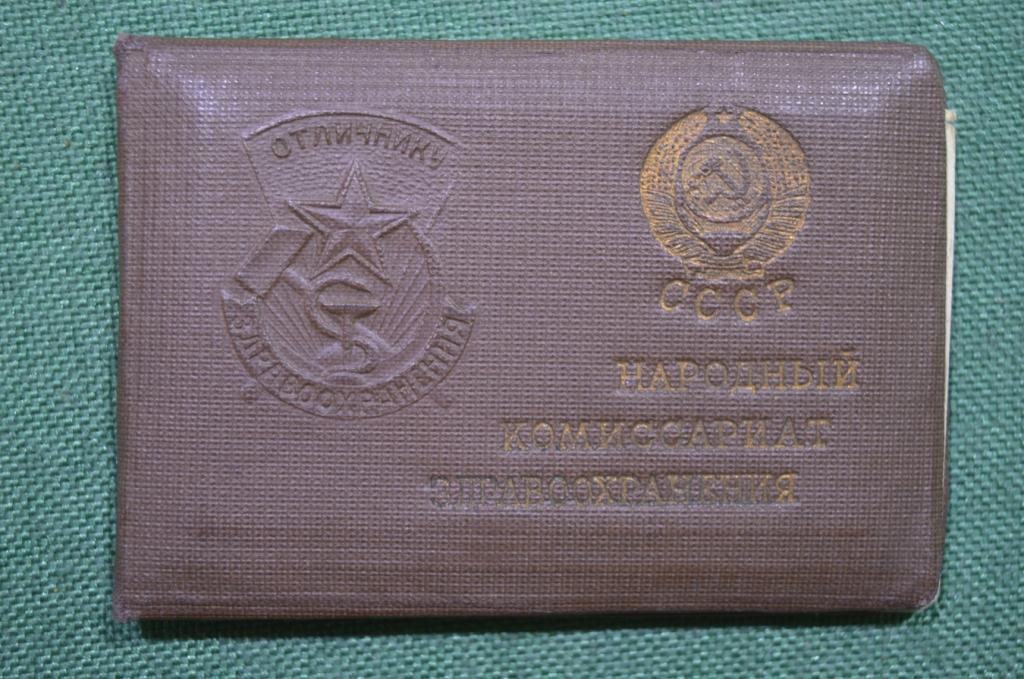 ОТЛИЧНИКУ
ЗДРАВООХРАНЕНИЯ
СССР
НАРОДНЫЙ
КОМИССАРИАТ
ЗДРАВООХРАНЕНИЯ